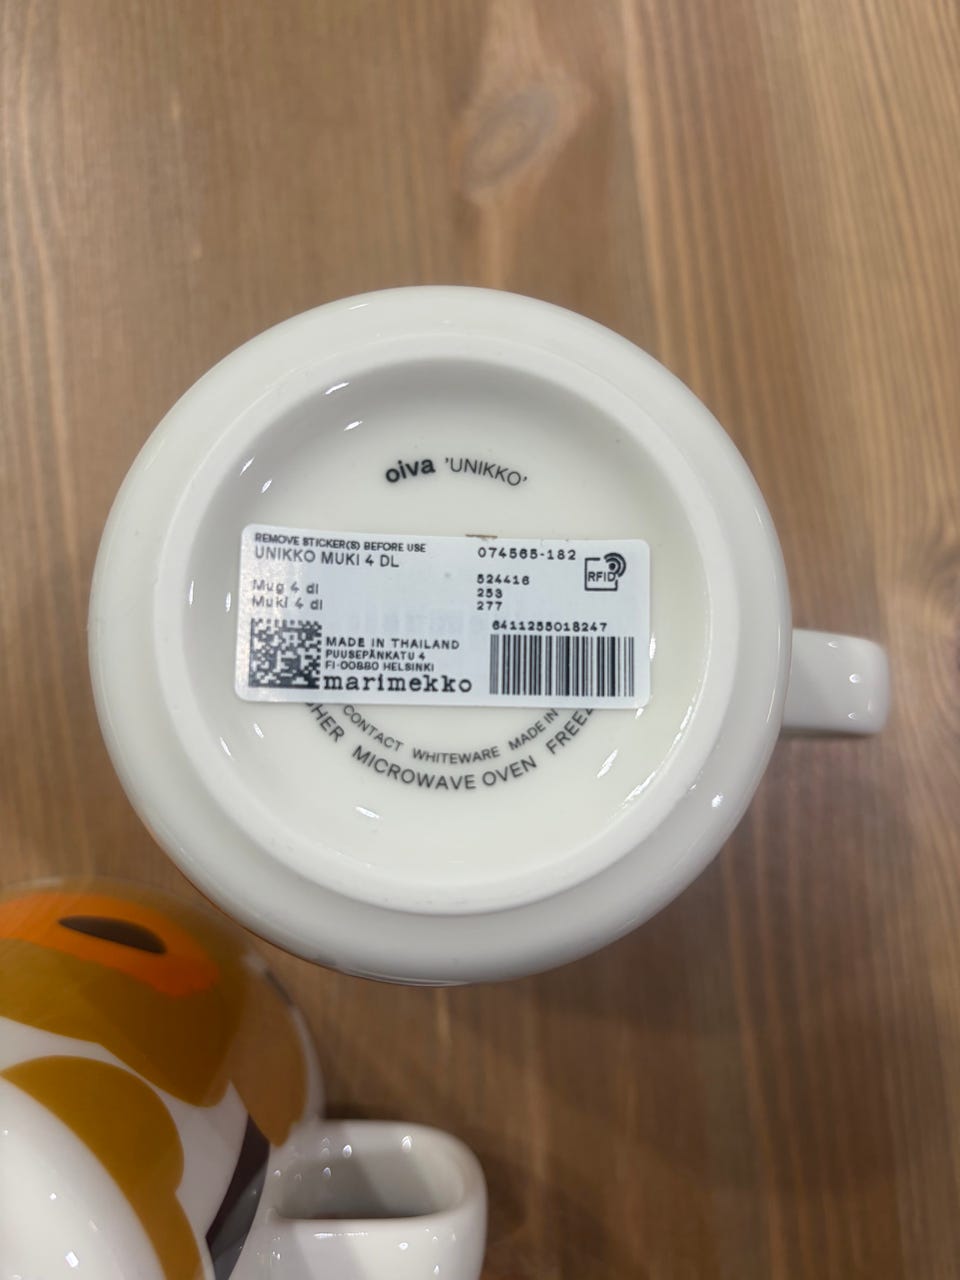 oiva 'UNIKKO'
REMOVE STICKER(S) BEFORE USE
UNIKKO MUKI 4 DL
074565-182
RFID
Mug 4 dl
Muki 4 dl
524416
253
277
6411255018247
MADE IN THAILAND
PUUSEPÄNKATU 4
FI-00880 HELSINKI
marimekko
CONTACT WHITEWARE MADE IN
MICROWAVE OVEN